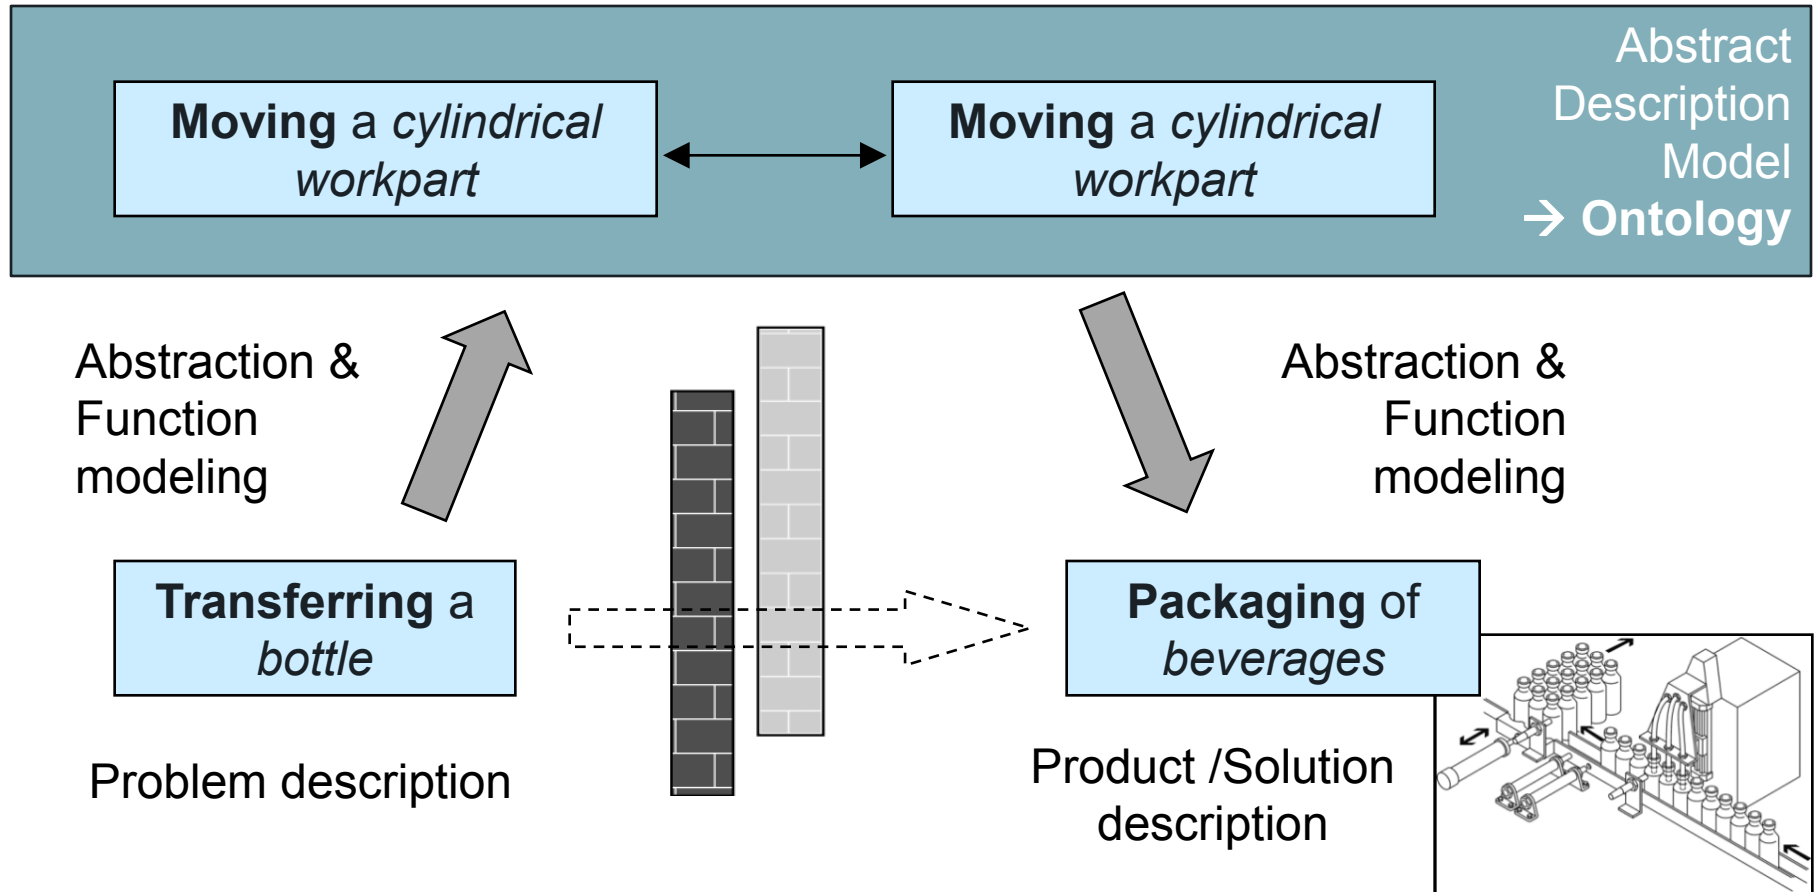 Moving a cylindrical
workpart
Moving a cylindrical
workpart
Abstract
Description
Model
→ Ontology
Abstraction &
Function
modeling
Abstraction &
Function
modeling
Transferring a
bottle
Packaging of
beverages
Problem description
Product /Solution
description